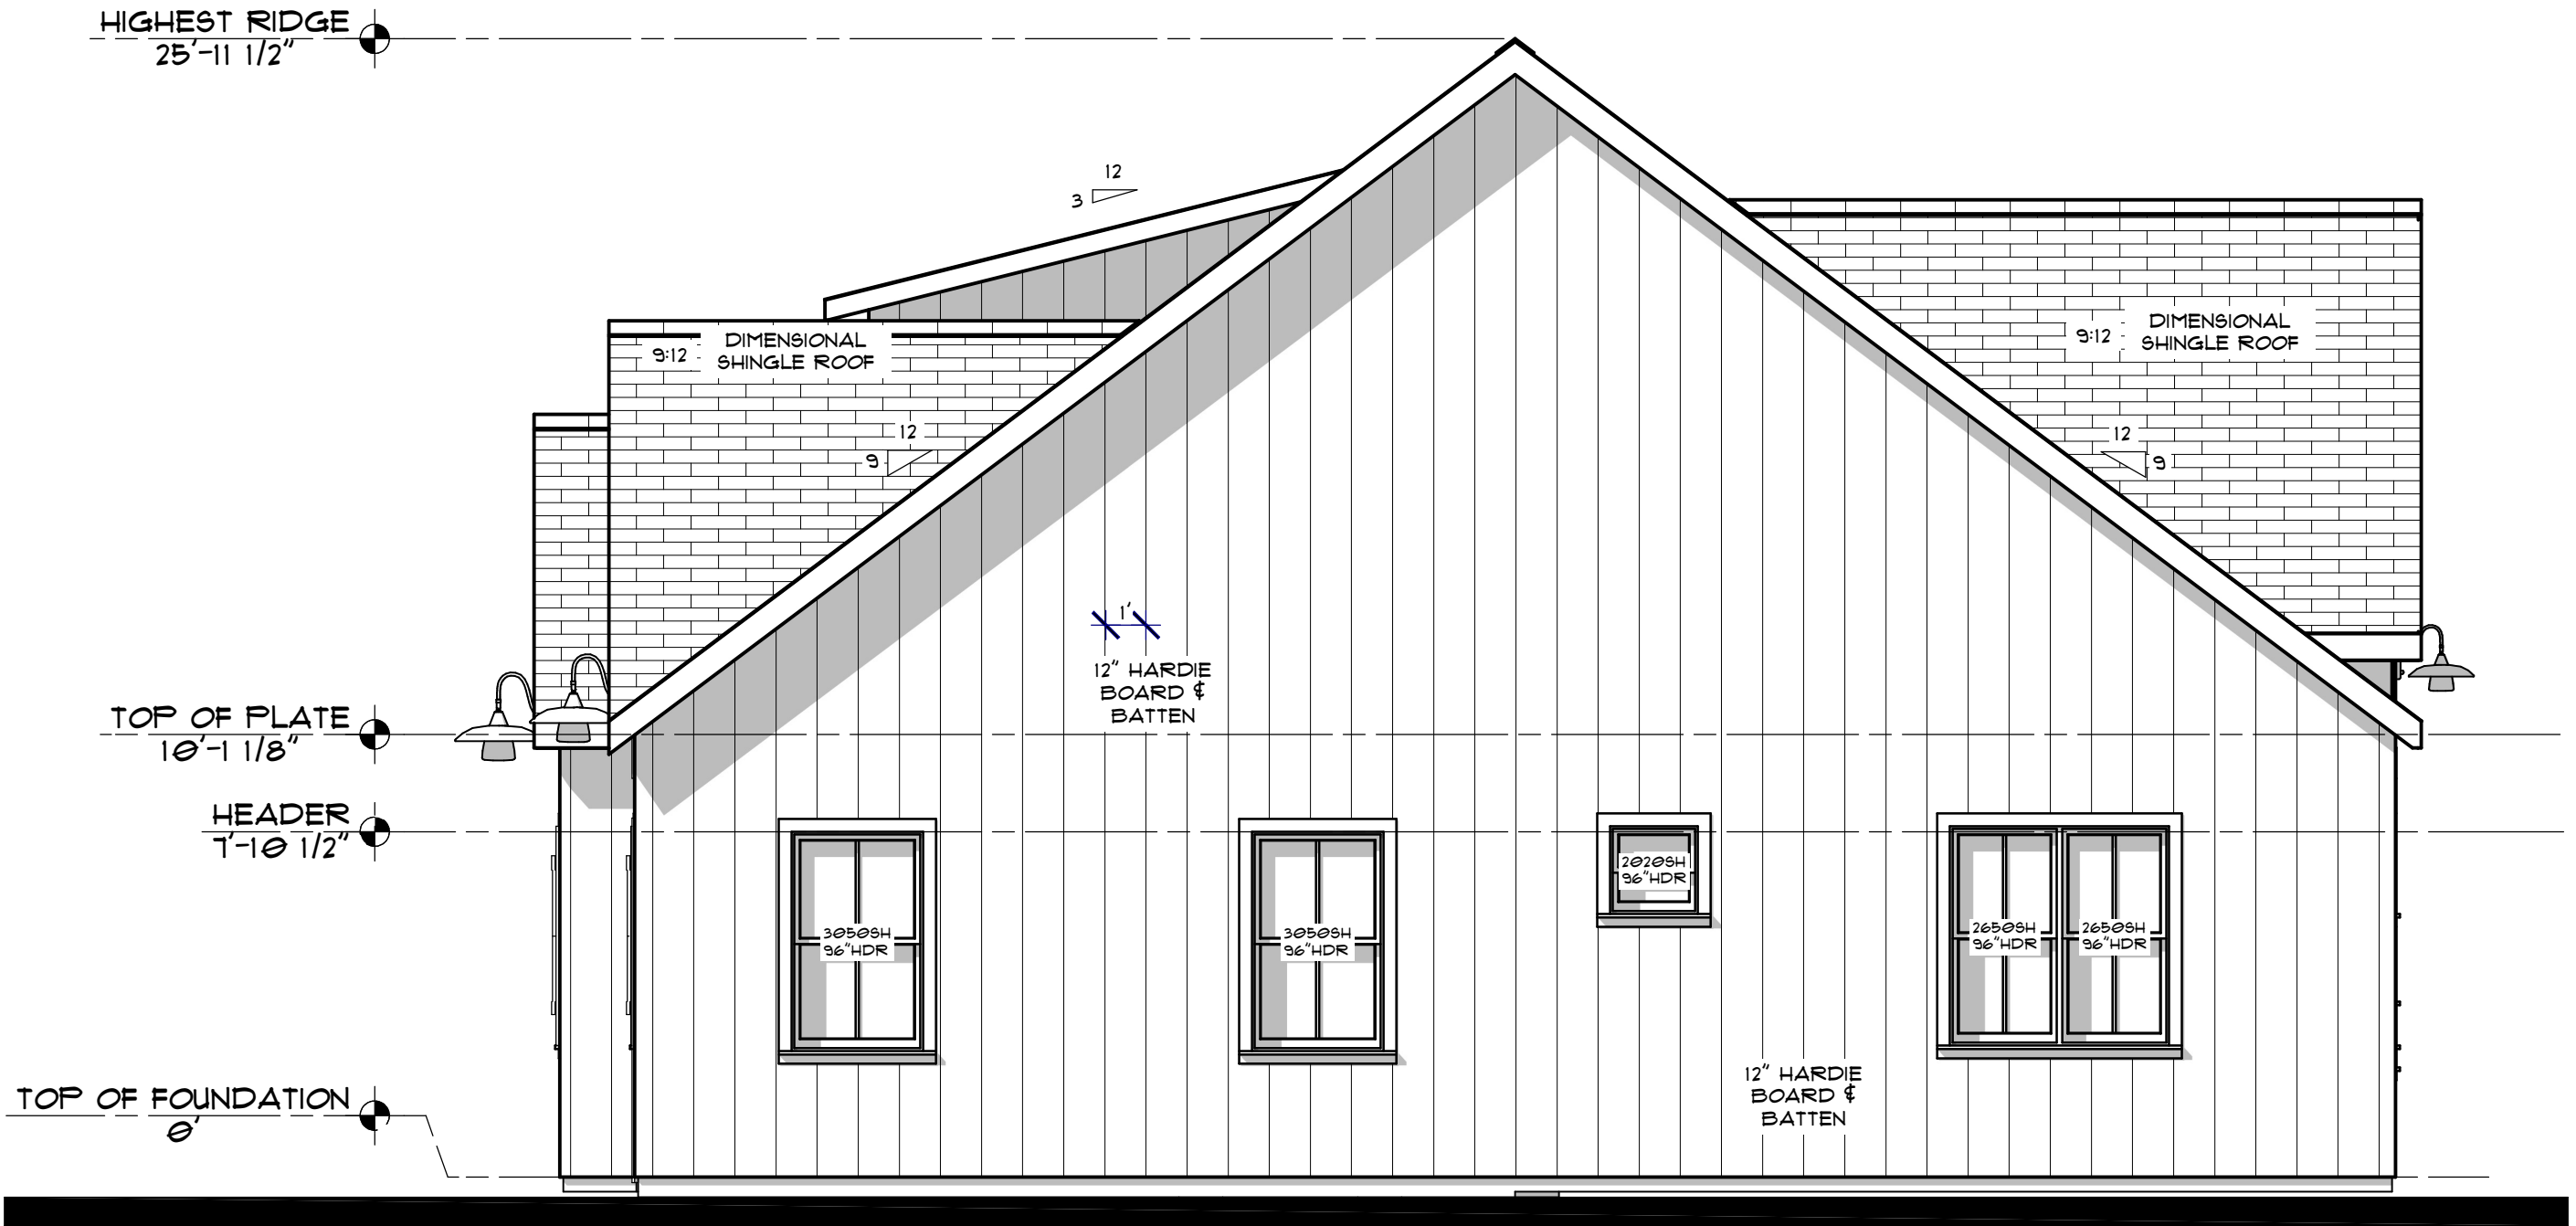 HIGHEST RIDGE
25'-11 1/2"
12
3
DIMENSIONAL
SHINGLE ROOF
9:12
DIMENSIONAL
SHINGLE ROOF
9:12
12
9
12
9
1'
12" HARDIE
BOARD &
BATTEN
TOP OF PLATE
10'-1 1/8"
HEADER
7'-10 1/2"
3050SH
96"HDR
3050SH
96"HDR
2020SH
96"HDR
2650SH
96"HDR
2650SH
96"HDR
12" HARDIE
BOARD &
BATTEN
TOP OF FOUNDATION
0'